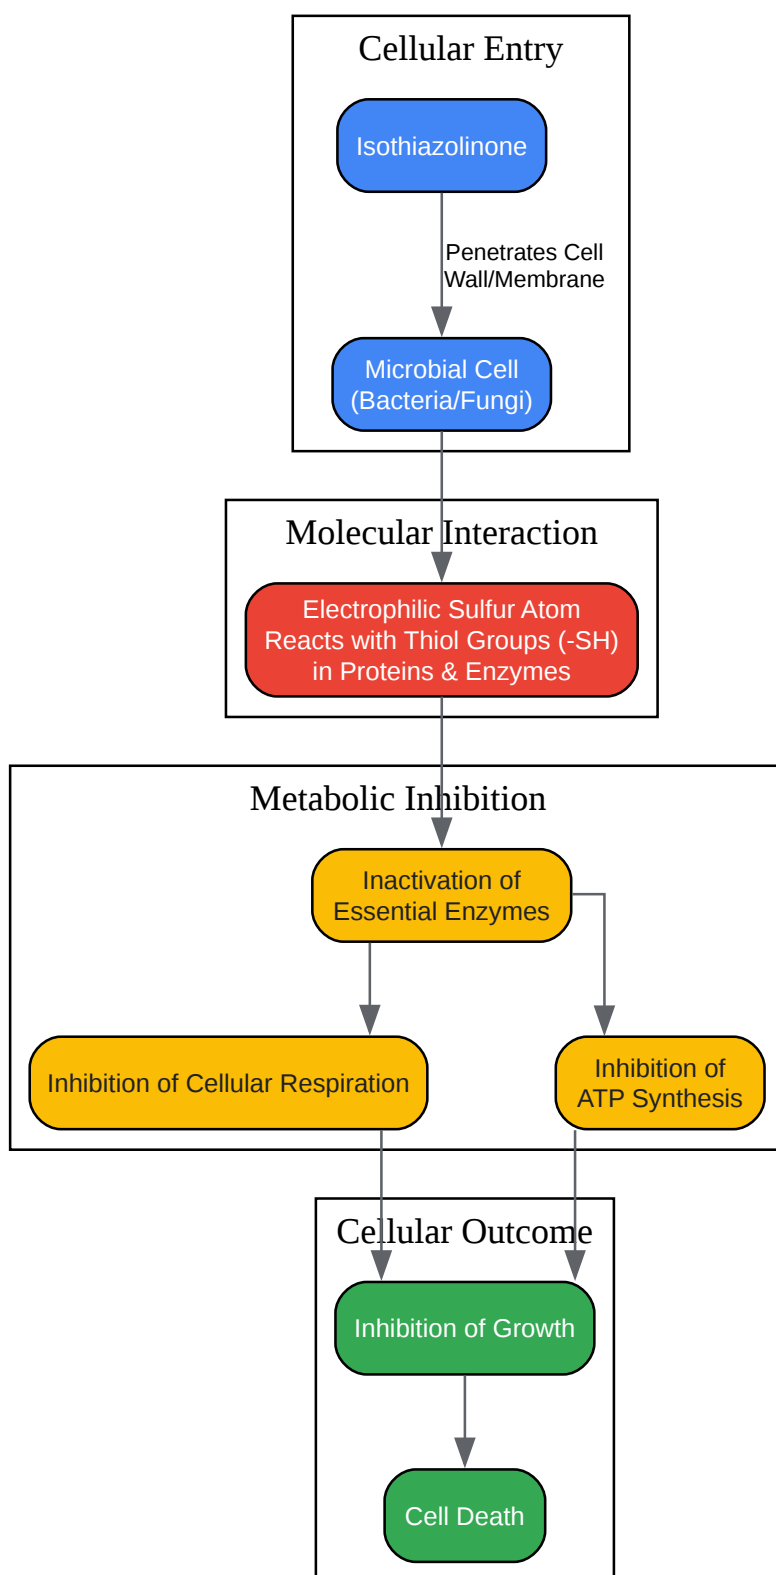 Cellular Entry
Isothiazolinone
Penetrates Cell
Wall/Membrane
Microbial Cell
(Bacteria/Fungi)
Molecular Interaction
Electrophilic Sulfur Atom
Reacts with Thiol Groups (-SH)
in Proteins & Enzymes
Metabolic Inhibition
Inactivation of
Essential Enzymes
Inhibition of Cellular Respiration
Inhibition of
ATP Synthesis
Cellular Outcome
Inhibition of Growth
Cell Death